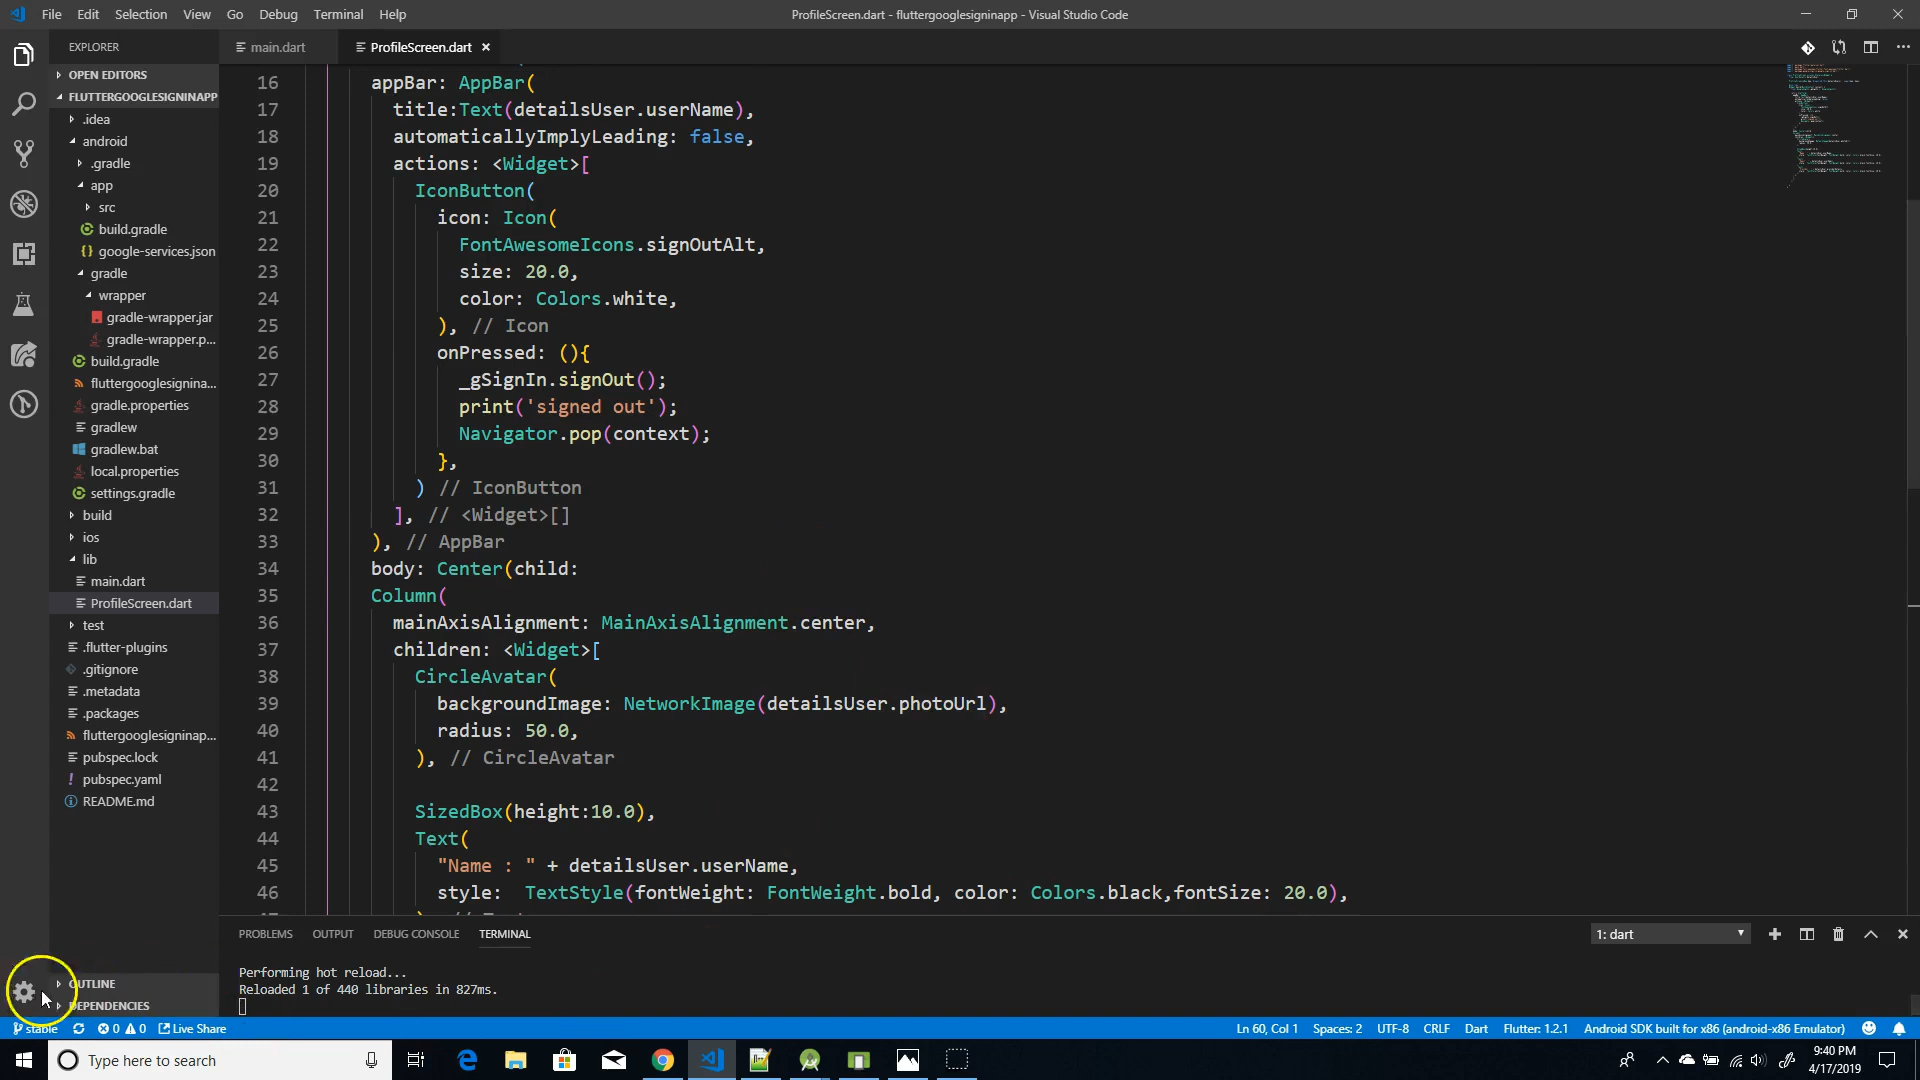 File Edit Selection View Go Debug Terminal Help
ProfileScreen.dart - fluttergooglesigninapp - Visual Studio Code
EXPLORER
main.dart
ProfileScreen.dart
OPEN EDITORS
FLUTTERGOOGLESIGNINAPP
.idea
android
.gradle
app
src
build.gradle
google-services.json
gradle
wrapper
gradle-wrapper.jar
gradle-wrapper.p...
build.gradle
fluttergooglesignina...
gradle.properties
gradlew
gradlew.bat
local.properties
settings.gradle
build
ios
lib
main.dart
ProfileScreen.dart
test
.flutter-plugins
.gitignore
.metadata
.packages
fluttergooglesigninap...
pubspec.lock
pubspec.yaml
README.md
OUTLINE
DEPENDENCIES
16 appBar: AppBar(
17 title:Text(detailsUser.userName),
18 automaticallyImplyLeading: false,
19 actions: <Widget>[
20 IconButton(
21 icon: Icon(
22 FontAwesomeIcons.signOutAlt,
23 size: 20.0,
24 color: Colors.white,
25 ), // Icon
26 onPressed: (){
27 _gSignIn.signOut();
28 print('signed out');
29 Navigator.pop(context);
30 },
31 ) // IconButton
32 ], // <Widget>[]
33 ), // AppBar
34 body: Center(child:
35 Column(
36 mainAxisAlignment: MainAxisAlignment.center,
37 children: <Widget>[
38 CircleAvatar(
39 backgroundImage: NetworkImage(detailsUser.photoUrl),
40 radius: 50.0,
41 ), // CircleAvatar
42
43 SizedBox(height:10.0),
44 Text(
45 "Name : " + detailsUser.userName,
46 style:  TextStyle(fontWeight: FontWeight.bold, color: Colors.black,fontSize: 20.0),
PROBLEMS OUTPUT DEBUG CONSOLE TERMINAL
1: dart
Performing hot reload...
Reloaded 1 of 440 libraries in 827ms.
stable 0 0 Live Share
Ln 60, Col 1 Spaces: 2 UTF-8 CRLF Dart Flutter: 1.2.1 Android SDK built for x86 (android-x86 Emulator)
Type here to search
9:40 PM
4/17/2019